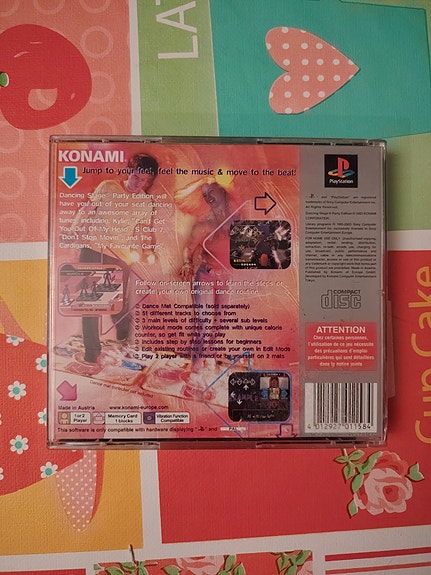 LAT
KONAMI
Jump to your feet, feel the music & move to the beat!
PlayStation
Dancing Stage™ Party Edition will
have you out of your seat dancing
away to an awesome array of
tunes, including, Kylie "Can't Get
You Out Of My Head", S Club 7
"Don't Stop Movin'" and The
Cardigans, "My Favourite Game".
Follow on-screen arrows to learn the steps or
create your own original dance routine...
Dance Mat Compatible (sold separately)
51 different tracks to choose from
3 main levels of difficulty + several sub levels
Workout mode comes complete with unique calorie
counter, so get fit while you play
Includes step by step lessons for beginners
Edit existing routines or create your own in Edit Mode
Play 2 player with a friend or by yourself on 2 mats
COMPACT
disc
ATTENTION
Chez certaines personnes,
l'utilisation de ce jeu nécessite
des précautions d'emploi
particulières qui sont détaillées
dans la notice jointe
Made in Austria
www.konami-europe.com
1 or 2
Player
Memory Card
1 blocks
Vibration Function
Compatible
This software is only compatible with hardware displaying " " and PAL
4 012927 011584
CUPCAKE